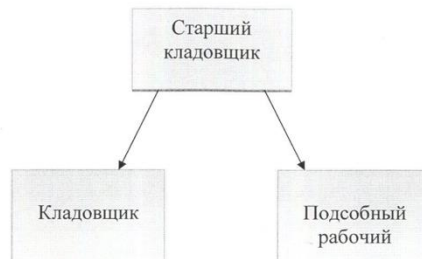 Старший
кладовщик
Кладовщик
Подсобный
рабочий